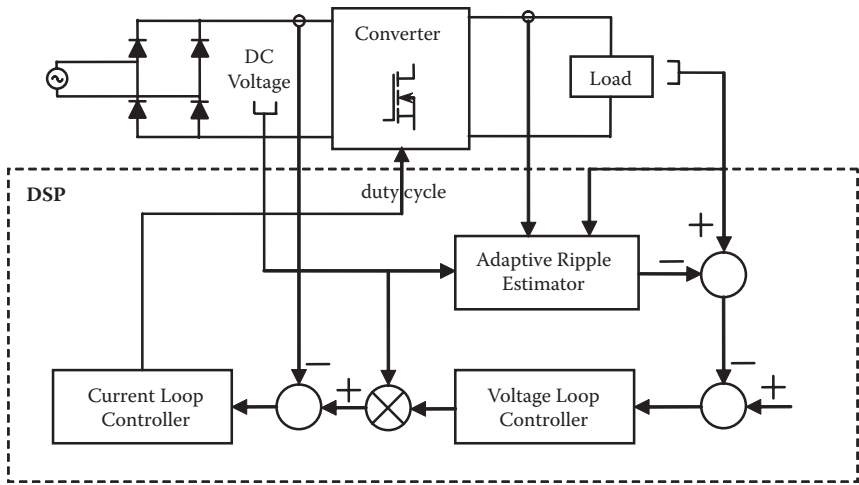 Converter
DC
Voltage
Load
DSP
duty cycle
+
Adaptive Ripple
Estimator
−
−
−
+
+
Current Loop
Controller
Voltage Loop
Controller